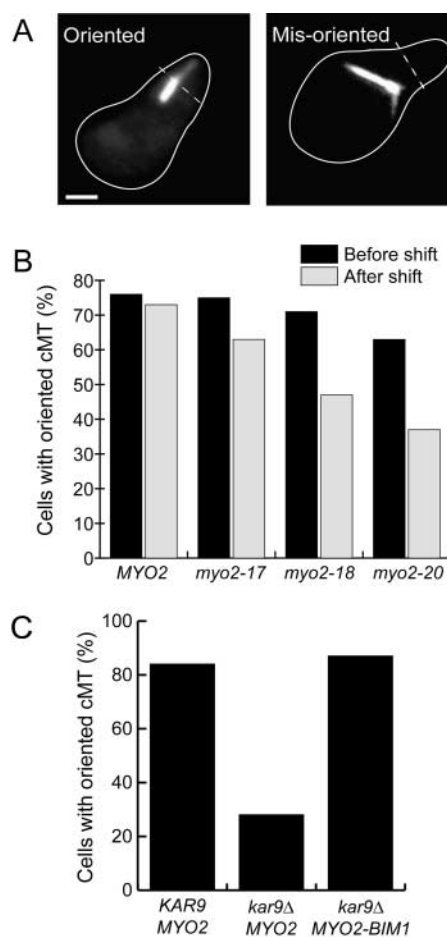 A
Oriented
Mis-oriented
B
Before shift
After shift
Cells with oriented cMT (%)
80
70
60
50
40
30
20
10
0
MYO2
myo2-17
myo2-18
myo2-20
C
Cells with oriented cMT (%)
100
80
60
40
20
0
KAR9
MYO2
kar9Δ
MYO2
kar9Δ
MYO2-BIM1